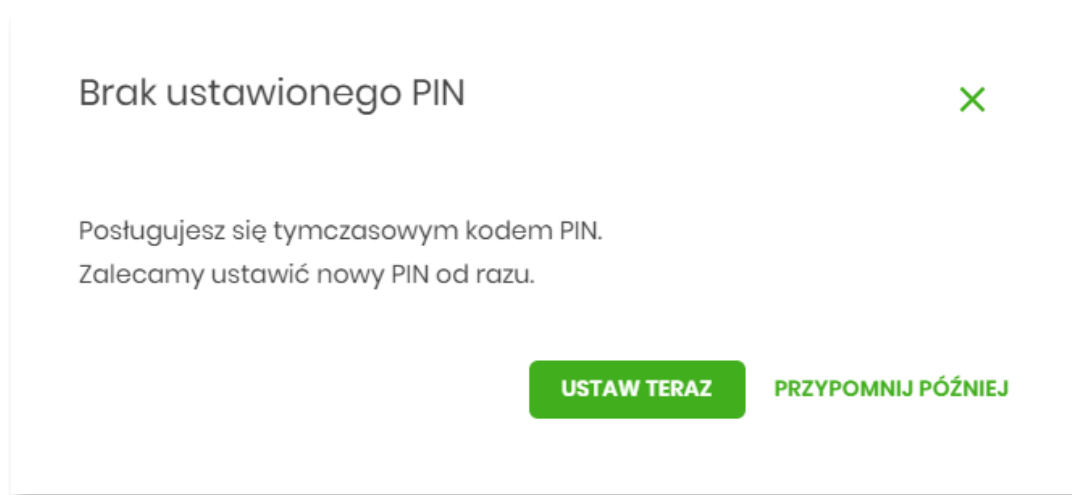 Brak ustawionego PIN
Posługujesz się tymczasowym kodem PIN.
Zalecamy ustawić nowy PIN od razu.
USTAW TERAZ
PRZYPOMNIJ PÓŹNIEJ